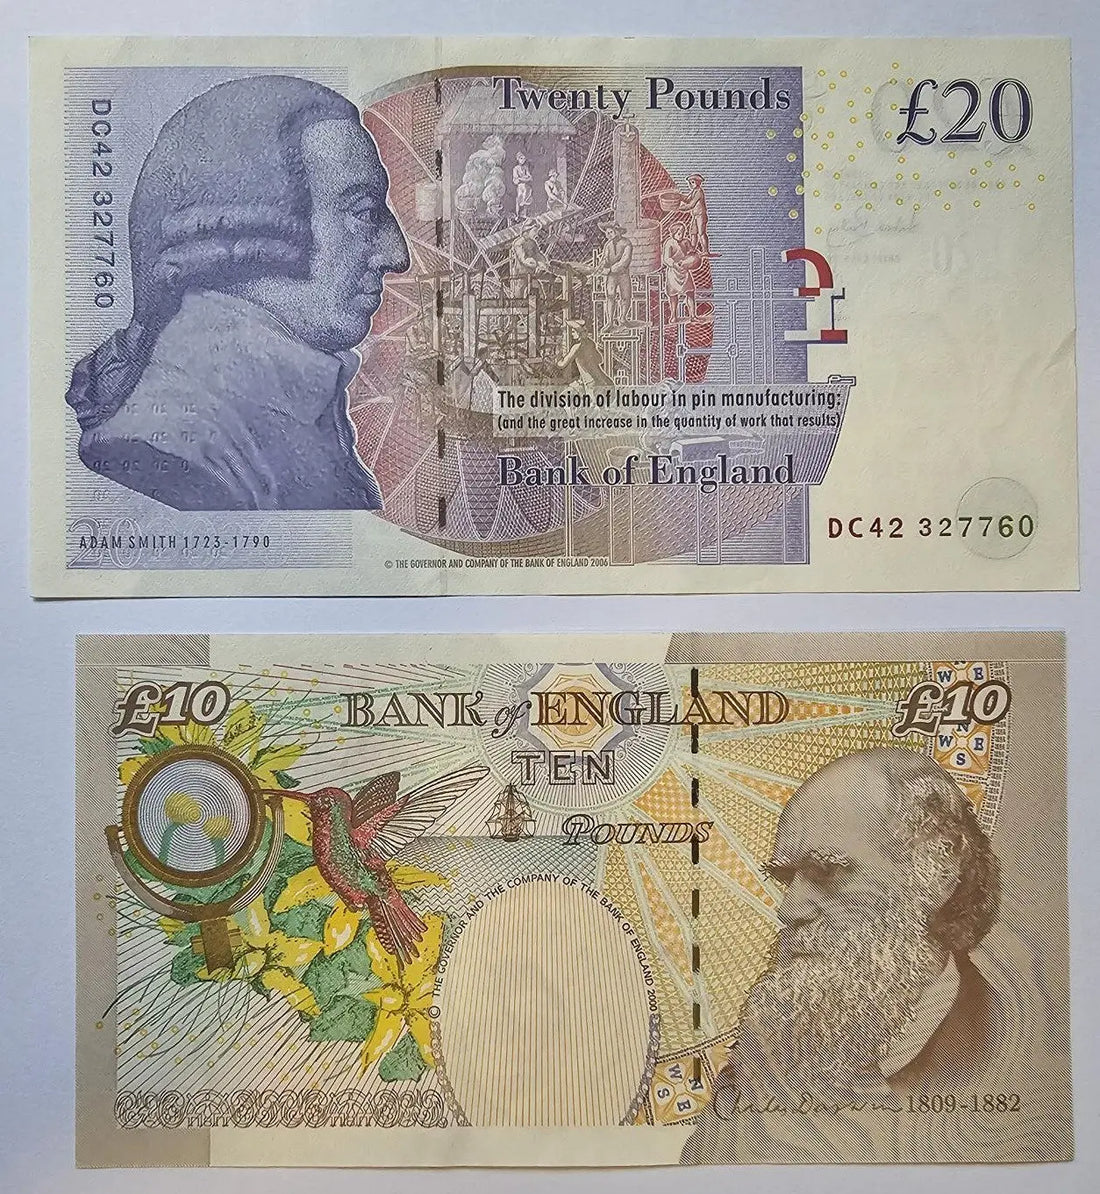 DC42 327760
Twenty Pounds
£20
The division of labour in pin manufacturing:
(and the great increase in the quantity of work that results)
Bank of England
DC42 327760
20
ADAM SMITH 1723-1790
© THE GOVERNOR AND COMPANY OF THE BANK OF ENGLAND 2006
£10
BANK of ENGLAND
£10
TEN
POUNDS
© THE GOVERNOR AND THE COMPANY OF THE BANK OF ENGLAND 2000
N
W E
S
N
W E
S
Charles Darwin 1809-1882